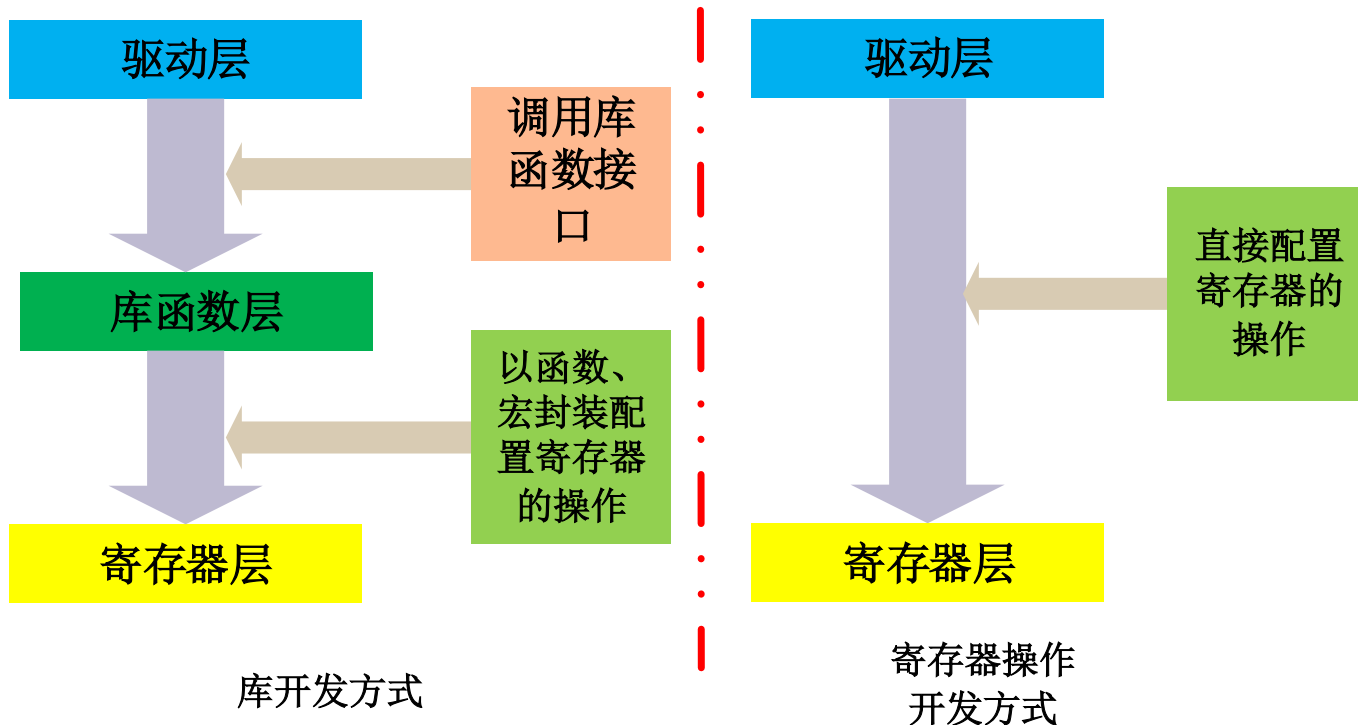 驱动层
调用库
函数接
口
库函数层
以函数、
宏封装配
置寄存器
的操作
寄存器层
库开发方式
驱动层
直接配置
寄存器的
操作
寄存器层
寄存器操作
开发方式